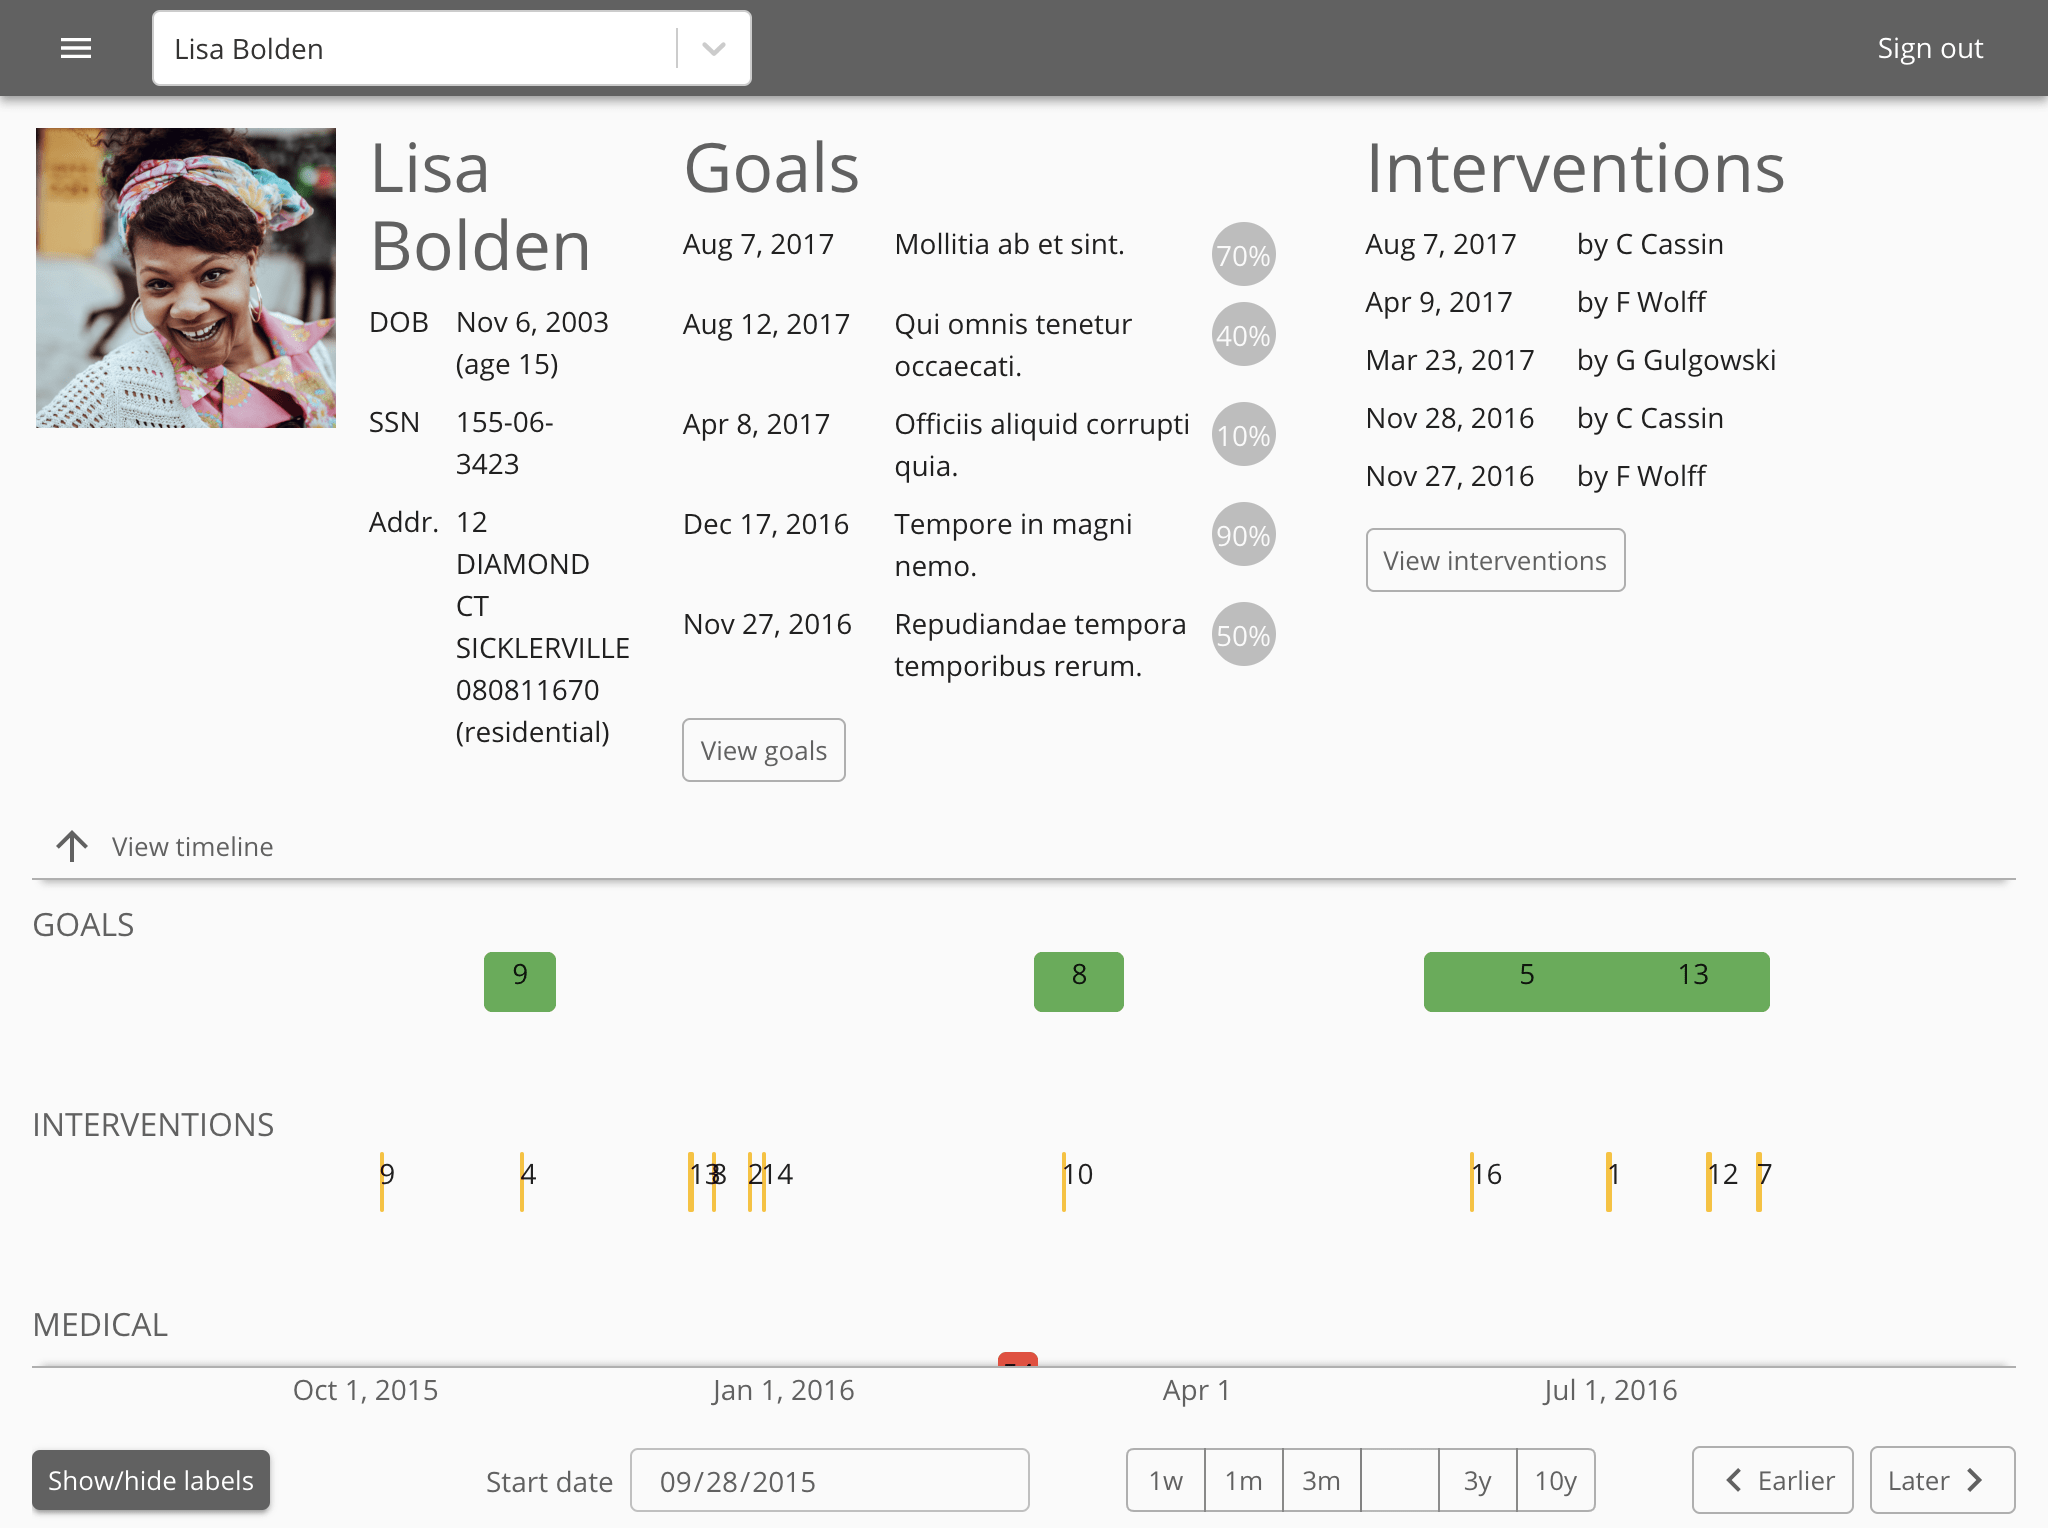 Lisa Bolden
Sign out
Lisa
Bolden
DOB Nov 6, 2003
(age 15)
SSN 155-06-
3423
Addr. 12
DIAMOND
CT
SICKLERVILLE
080811670
(residential)
Goals
Aug 7, 2017 Mollitia ab et sint. 70%
Aug 12, 2017 Qui omnis tenetur 40%
occaecati.
Apr 8, 2017 Officiis aliquid corrupti 10%
quia.
Dec 17, 2016 Tempore in magni 90%
nemo.
Nov 27, 2016 Repudiandae tempora 50%
temporibus rerum.
View goals
Interventions
Aug 7, 2017 by C Cassin
Apr 9, 2017 by F Wolff
Mar 23, 2017 by G Gulgowski
Nov 28, 2016 by C Cassin
Nov 27, 2016 by F Wolff
View interventions
View timeline
GOALS
9 8 5 13
INTERVENTIONS
9 4 13 8 2 14 10 16 1 12 7
MEDICAL
Oct 1, 2015 Jan 1, 2016 Apr 1 Jul 1, 2016
Show/hide labels Start date 09/28/2015 1w 1m 3m 3y 10y Earlier Later